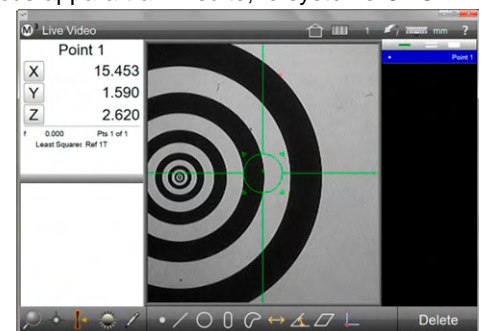 M³ Live Video
1
mm
?
Point 1
X 15.453
Y 1.590
Z 2.620
f 0.000 Pts 1 of 1
Least Squares Ref 1T
Point 1
Delete